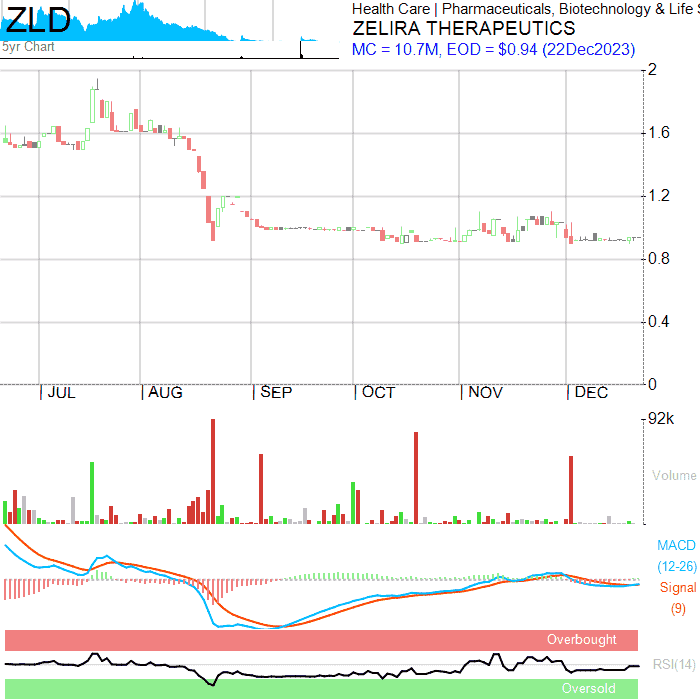 ZLD
5yr Chart
Health Care | Pharmaceuticals, Biotechnology & Life S
ZELIRA THERAPEUTICS
MC = 10.7M, EOD = $0.94 (22Dec2023)
2
1.6
1.2
0.8
0.4
0
JUL AUG SEP OCT NOV DEC
92k
Volume
MACD
(12-26)
Signal
(9)
Overbought
RSI(14)
Oversold